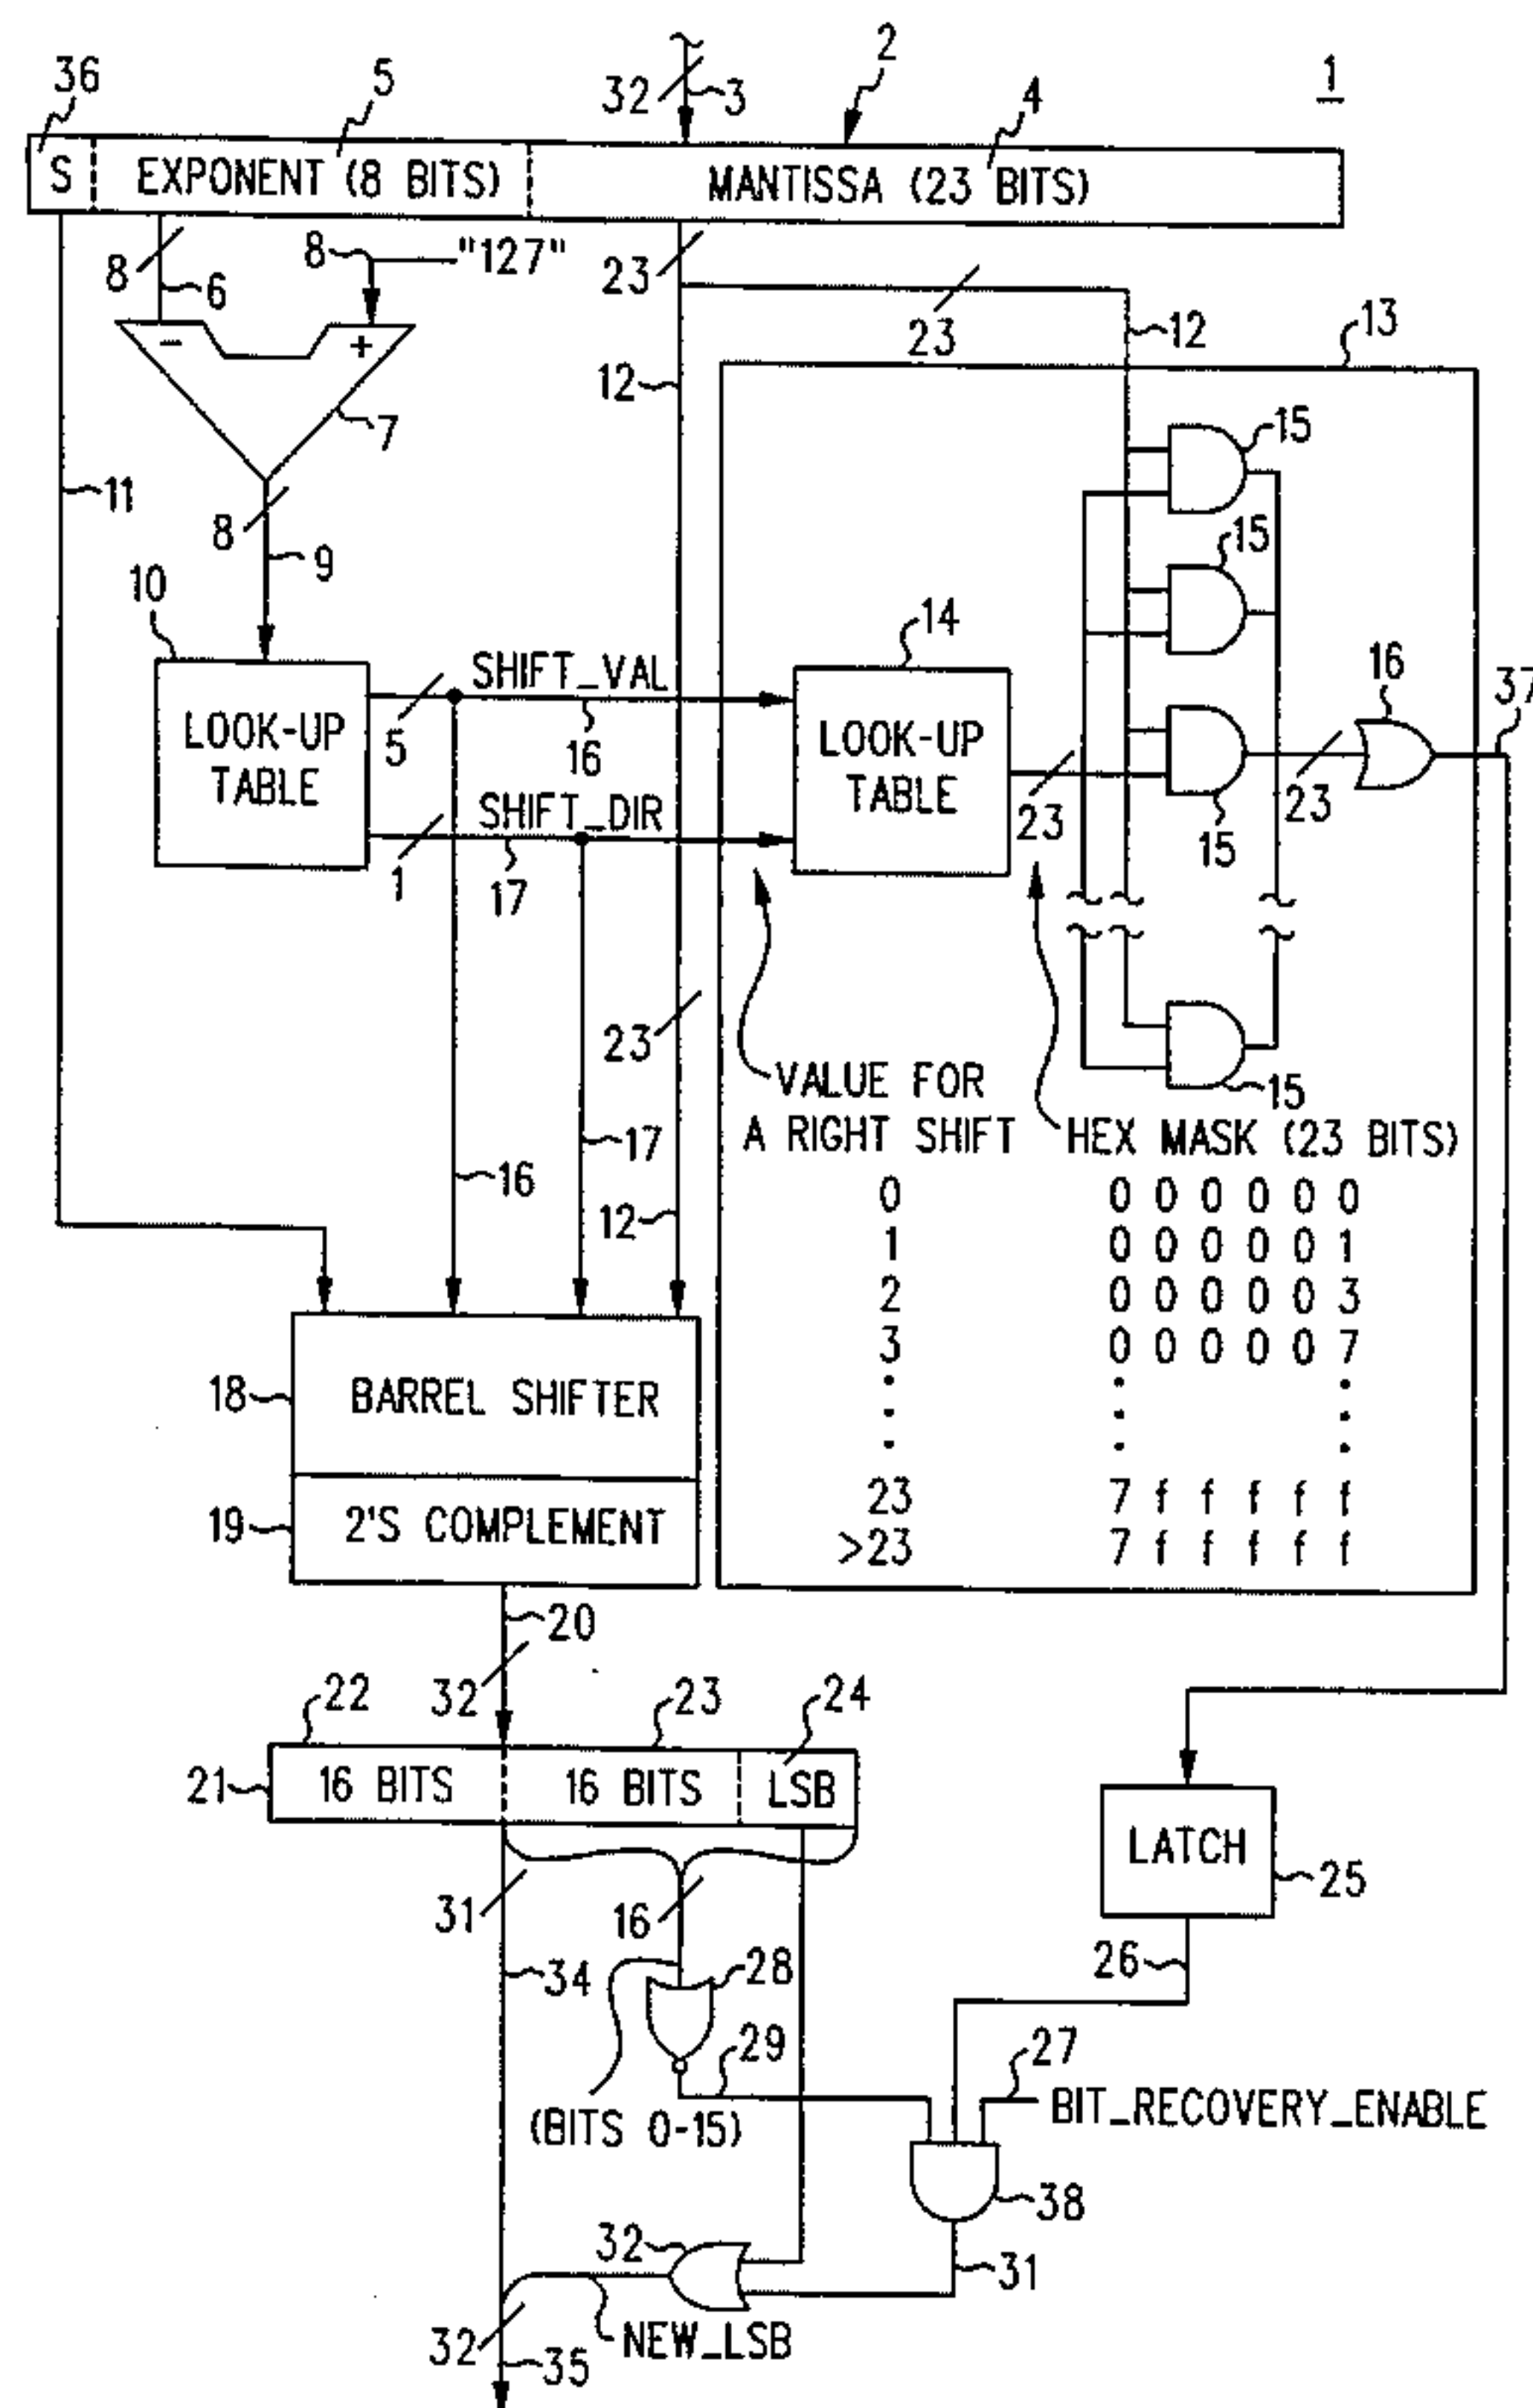 36
5
32
3
2
4
1
S
EXPONENT (8 BITS)
MANTISSA (23 BITS)
8
6
8
"127"
23
23
12
13
-
+
7
12
15
11
8
9
15
10
14
16
37
LOOK-UP
TABLE
5
SHIFT_VAL
16
LOOK-UP
TABLE
23
23
15
SHIFT_DIR
1
17
23
VALUE FOR
A RIGHT SHIFT
15
HEX MASK (23 BITS)
17
16
12
0 0 0 0 0 0 0
1 0 0 0 0 0 1
2 0 0 0 0 0 3
3 0 0 0 0 0 7
23 7 f f f f f
>23 7 f f f f f
18
BARREL SHIFTER
19
2'S COMPLEMENT
20
32
22
23
24
21
16 BITS
16 BITS
LSB
LATCH
25
31
16
34
28
26
29
27
BIT_RECOVERY_ENABLE
(BITS 0-15)
38
32
31
NEW_LSB
32
35